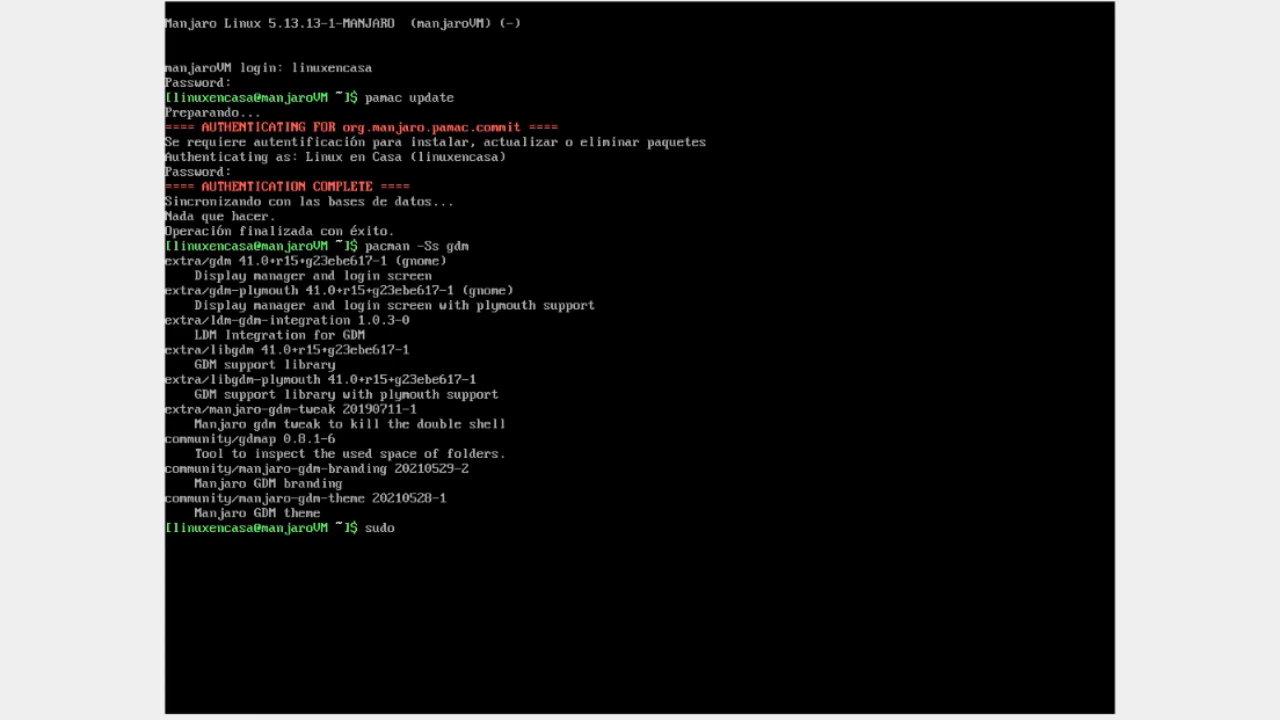 Manjaro Linux 5.13.13-1-MANJARO  (manjaroVM) (-)
manjaroVM login: linuxencasa
Password:
[linuxencasa@manjaroVM ~]$ pamac update
Preparando...
==== AUTHENTICATING FOR org.manjaro.pamac.commit ====
Se requiere autentificación para instalar, actualizar o eliminar paquetes
Authenticating as: Linux en Casa (linuxencasa)
Password:
==== AUTHENTICATION COMPLETE ====
Sincronizando con las bases de datos...
Nada que hacer.
Operación finalizada con éxito.
[linuxencasa@manjaroVM ~]$ pacman -Ss gdm
extra/gdm 41.0+r15+g23ebe617-1 (gnome)
    Display manager and login screen
extra/gdm-plymouth 41.0+r15+g23ebe617-1 (gnome)
    Display manager and login screen with plymouth support
extra/ldm-gdm-integration 1.0.3-0
    LDM Integration for GDM
extra/libgdm 41.0+r15+g23ebe617-1
    GDM support library
extra/libgdm-plymouth 41.0+r15+g23ebe617-1
    GDM support library with plymouth support
extra/manjaro-gdm-tweak 20190711-1
    Manjaro gdm tweak to kill the double shell
community/gdmap 0.8.1-6
    Tool to inspect the used space of folders.
community/manjaro-gdm-branding 20210529-2
    Manjaro GDM branding
community/manjaro-gdm-theme 20210528-1
    Manjaro GDM theme
[linuxencasa@manjaroVM ~]$ sudo